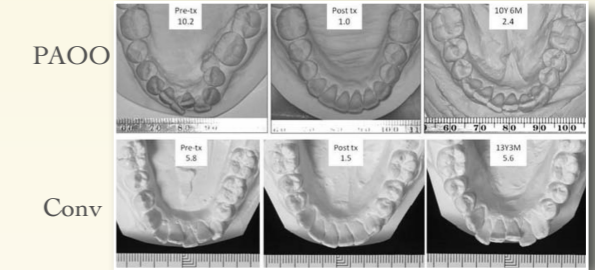 PAOO
Pre-tx
10.2
Post tx
1.0
10Y 6M
2.4
60 70 80 90 100
Conv
Pre-tx
5.8
Post tx
1.5
13Y3M
5.6